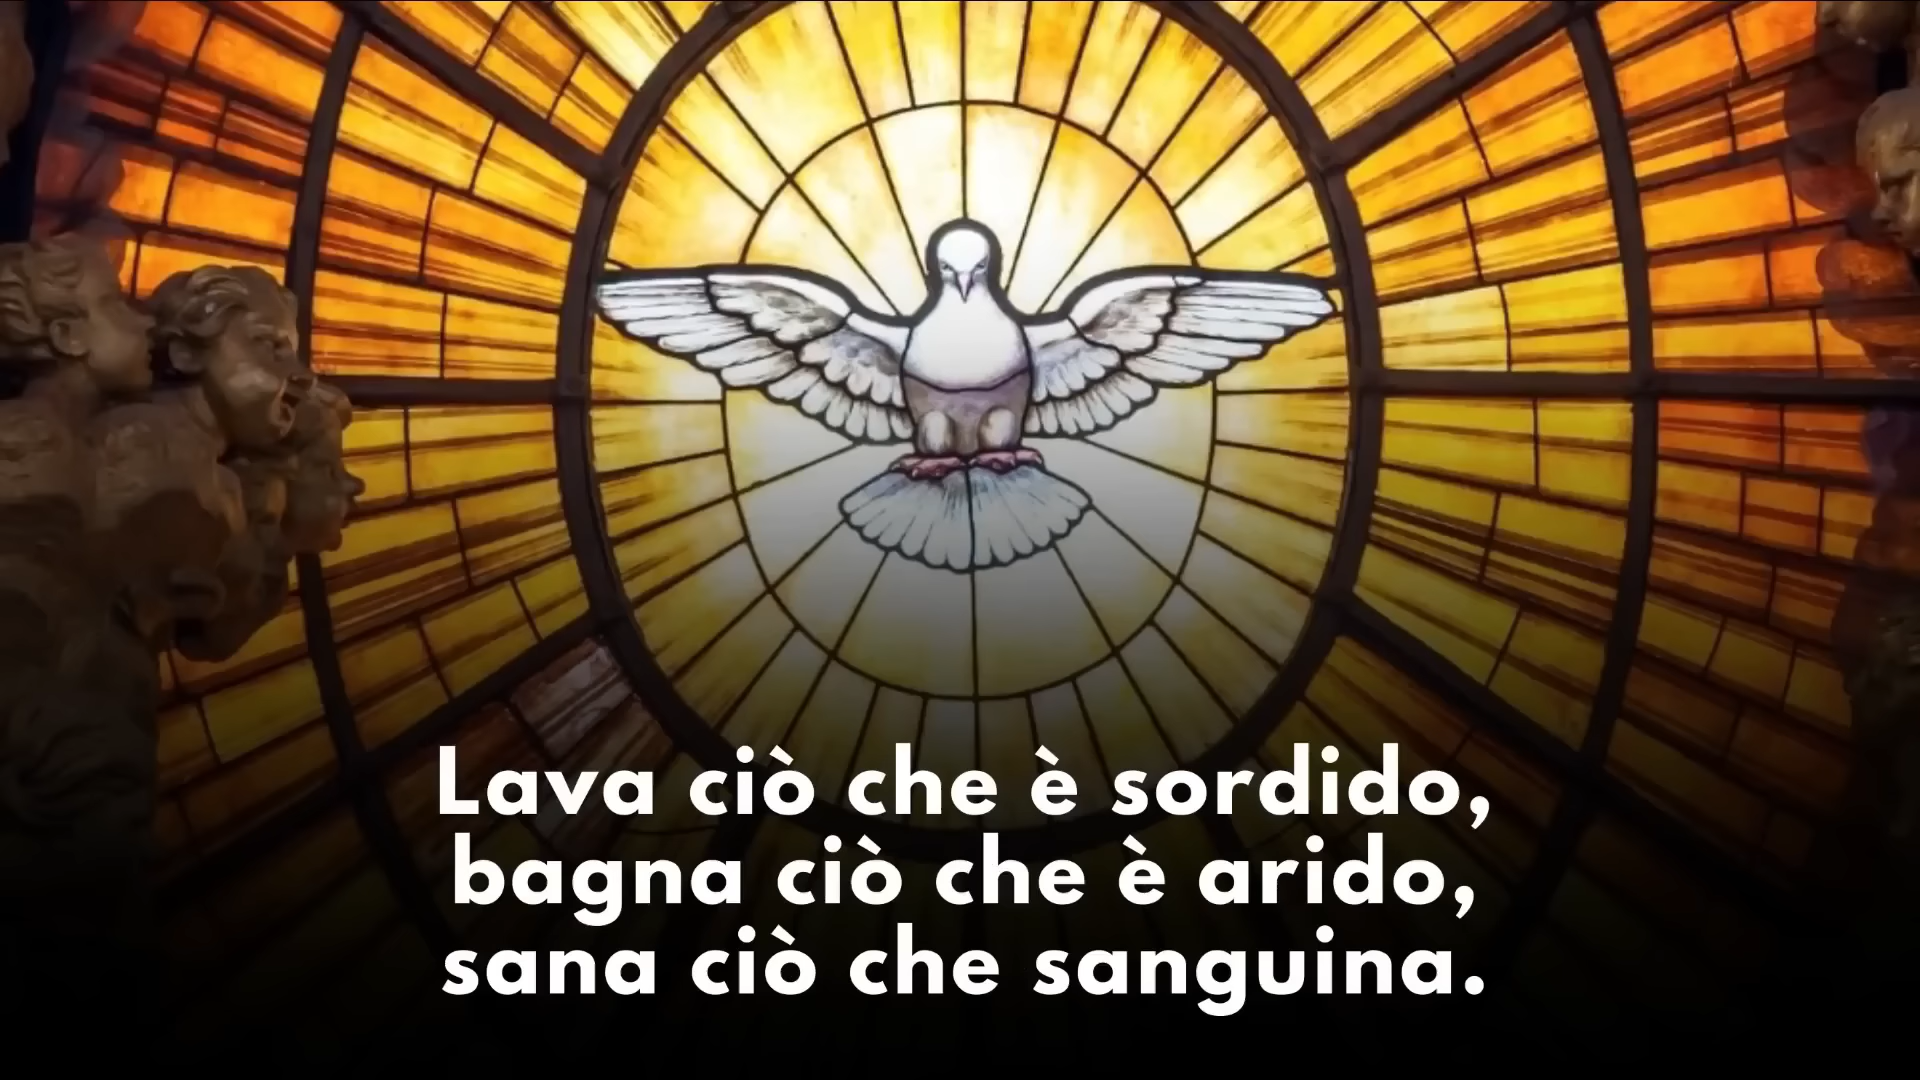 Lava ciò che è sordido,
bagna ciò che è arido,
sana ciò che sanguina.